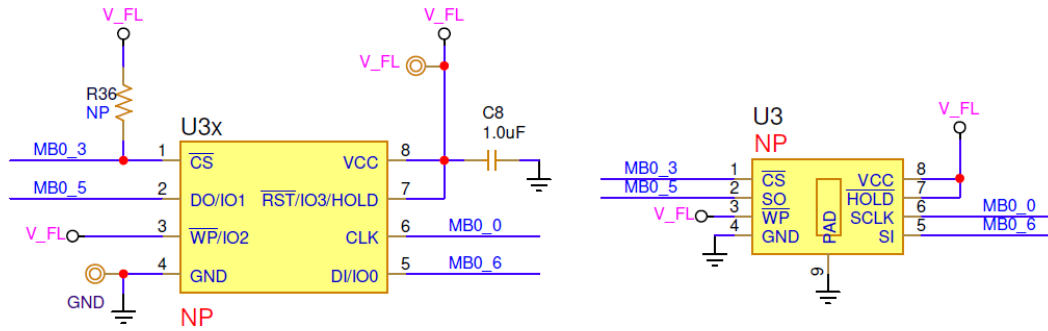 V_FL
R36
NP
V_FL
V_FL
C8
1.0uF
U3x
MB0_3
1
CS
VCC
8
MB0_5
2
DO/IO1
RST/IO3/HOLD
7
V_FL
3
WP/IO2
CLK
6
MB0_0
4
GND
DI/IO0
5
MB0_6
GND
NP
V_FL
U3
NP
MB0_3
1
CS
VCC
8
MB0_5
2
SO
HOLD
7
V_FL
3
WP
SCLK
6
MB0_0
4
GND
SI
5
MB0_6
PAD
9